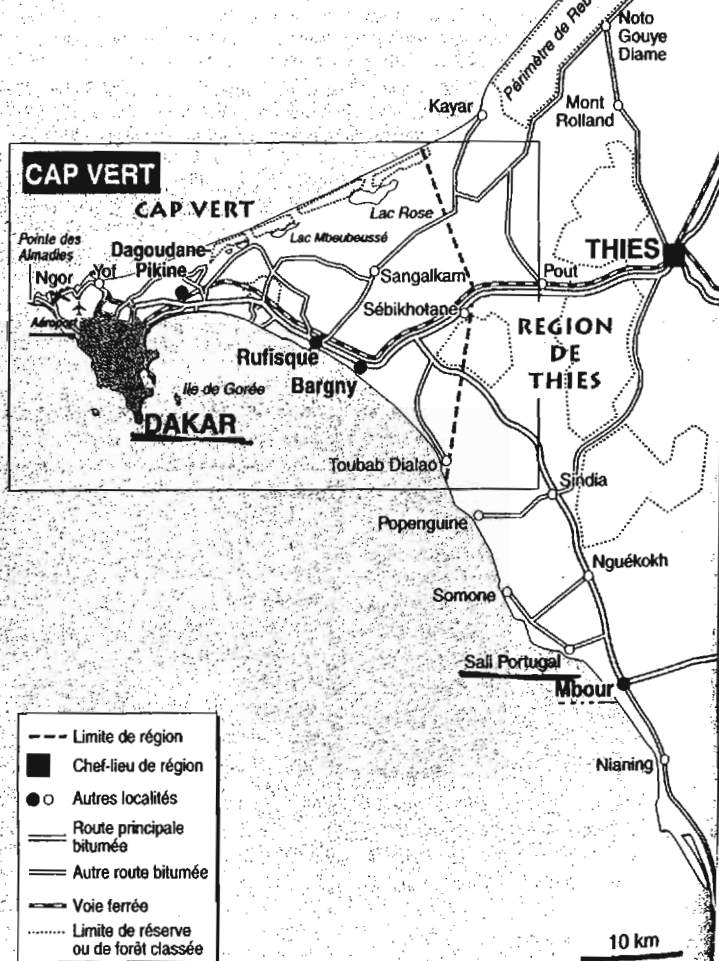 Périmètre de Reb
Noto
Gouye
Diame
Kayar
Mont
Rolland
CAP VERT
CAP VERT
Lac Rose
Lac Mbeubeussé
Pointe des
Almadies
Dagoudane-
Pikine
THIES
Ngor
Yof
Sangalkam
Pout
Aéroport
Sébikhotane
REGION
DE
THIES
Rufisque
Bargny
Ile de Gorée
DAKAR
Toubab Dialao
Sindia
Popenguine
Nguékokh
Somone
Sali Portugal
Mbour
Nianing
Limite de région
Chef-lieu de région
Autres localités
Route principale
bitumée
Autre route bitumée
Voie ferrée
Limite de réserve
ou de forêt classée
10 km